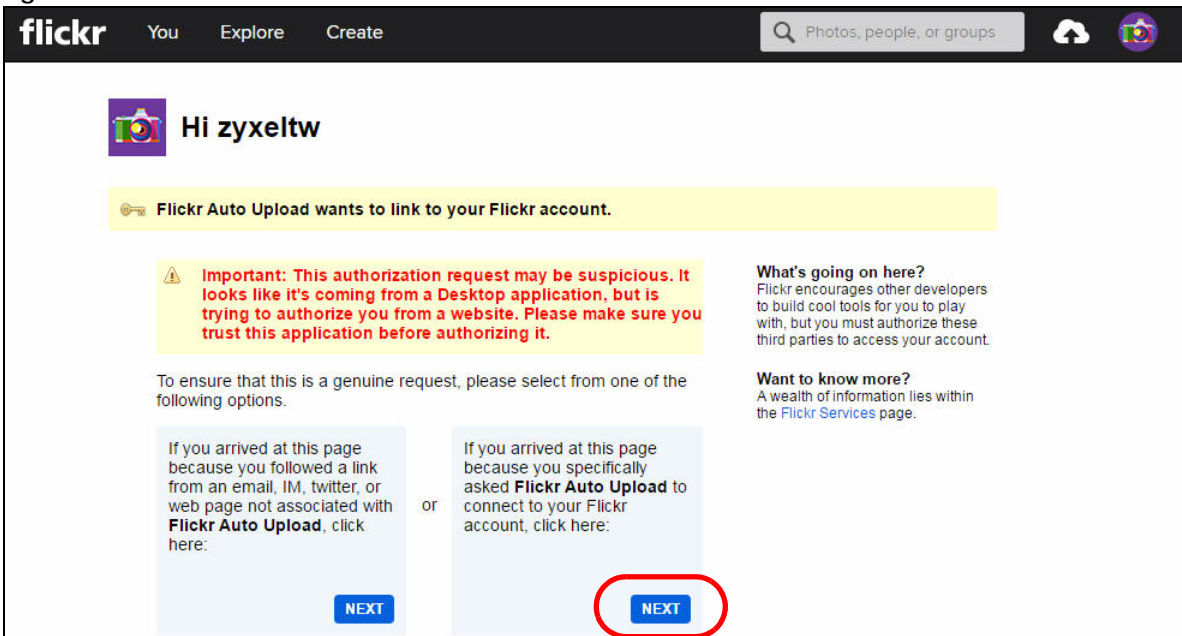 flickr You Explore Create Photos, people, or groups
Hi zyxeltw
Flickr Auto Upload wants to link to your Flickr account.
Important: This authorization request may be suspicious. It
looks like it's coming from a Desktop application, but is
trying to authorize you from a website. Please make sure you
trust this application before authorizing it.
To ensure that this is a genuine request, please select from one of the
following options.
If you arrived at this page
because you followed a link
from an email, IM, twitter, or
web page not associated with
Flickr Auto Upload, click
here:
NEXT
or
If you arrived at this page
because you specifically
asked Flickr Auto Upload to
connect to your Flickr
account, click here:
NEXT
What's going on here?
Flickr encourages other developers
to build cool tools for you to play
with, but you must authorize these
third parties to access your account.
Want to know more?
A wealth of information lies within
the Flickr Services page.